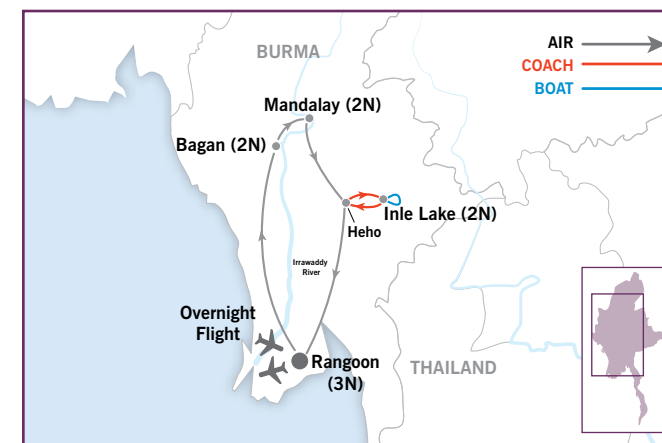 AIR
COACH
BOAT
BURMA
Mandalay (2N)
Bagan (2N)
Inle Lake (2N)
Heho
Irrawaddy
River
Overnight
Flight
Rangoon
(3N)
THAILAND